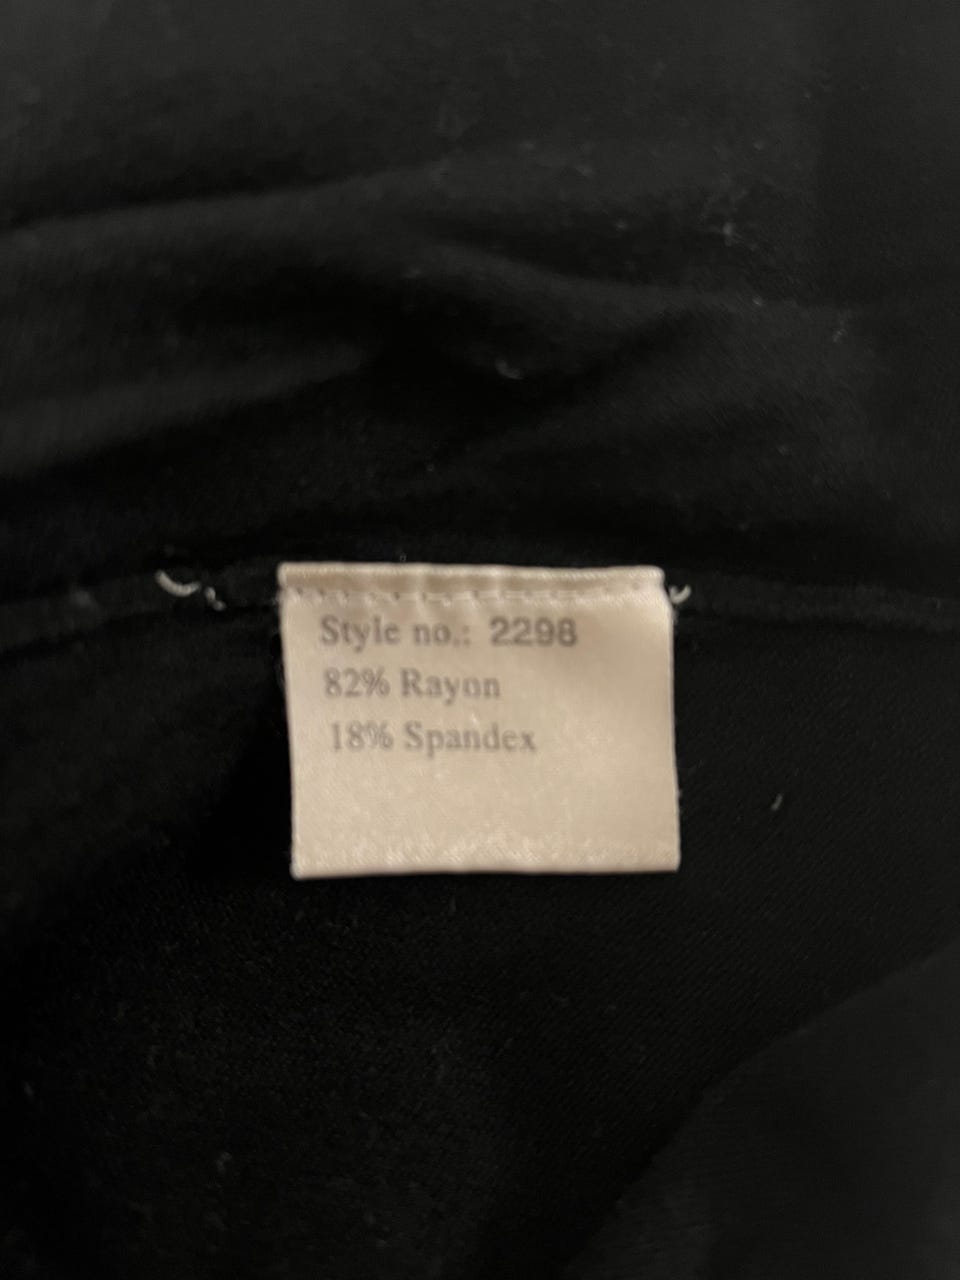 Style no.: 2298
82% Rayon
18% Spandex